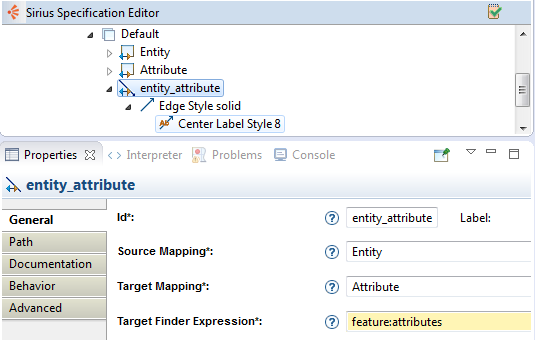 Sirius Specification Editor
Default
Entity
Attribute
entity_attribute
Edge Style solid
Center Label Style 8
Properties Interpreter Problems Console
entity_attribute
General
Id*: entity_attribute Label:
Path
Source Mapping*: Entity
Documentation
Target Mapping*: Attribute
Behavior
Advanced
Target Finder Expression*: feature:attributes